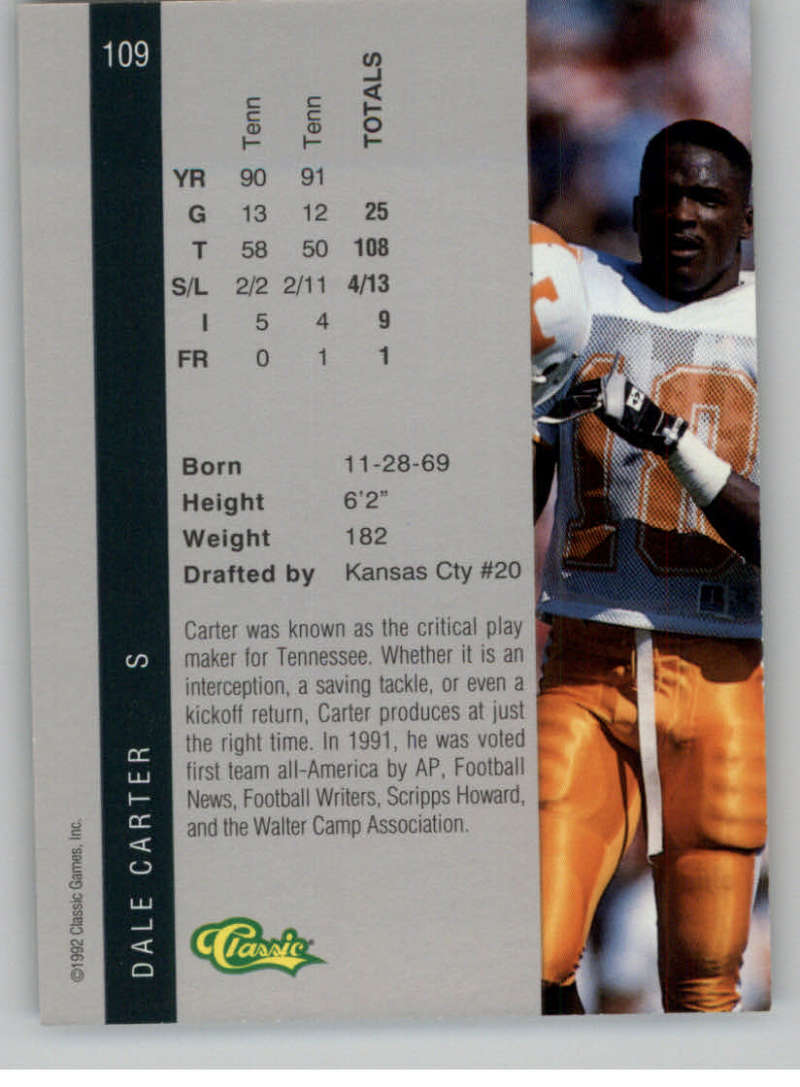 109
Tenn Tenn TOTALS
YR 90 91
G 13 12 25
T 58 50 108
S/L 2/2 2/11 4/13
I 5 4 9
FR 0 1 1
Born 11-28-69
Height 6'2"
Weight 182
Drafted by Kansas Cty #20
Carter was known as the critical play
maker for Tennessee. Whether it is an
interception, a saving tackle, or even a
kickoff return, Carter produces at just
the right time. In 1991, he was voted
first team all-America by AP, Football
News, Football Writers, Scripps Howard,
and the Walter Camp Association.
Classic
DALE CARTER S
©1992 Classic Games, Inc.
T
18